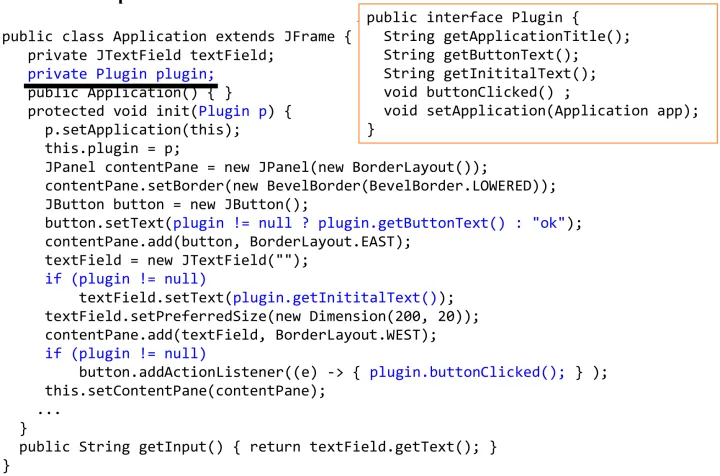 public class Application extends JFrame {
private JTextField textField;
private Plugin plugin;
public Application() { }
protected void init(Plugin p) {
p.setApplication(this);
this.plugin = p;
JPanel contentPane = new JPanel(new BorderLayout());
contentPane.setBorder(new BevelBorder(BevelBorder.LOWERED));
JButton button = new JButton();
button.setText(plugin != null ? plugin.getButtonText() : "ok");
contentPane.add(button, BorderLayout.EAST);
textField = new JTextField("");
if (plugin != null)
textField.setText(plugin.getInititalText());
textField.setPreferredSize(new Dimension(200, 20));
contentPane.add(textField, BorderLayout.WEST);
if (plugin != null)
button.addActionListener((e) -> { plugin.buttonClicked(); } );
this.setContentPane(contentPane);
...
}
public String getInput() { return textField.getText(); }
}
public interface Plugin {
String getApplicationTitle();
String getButtonText();
String getInititalText();
void buttonClicked() ;
void setApplication(Application app);
}